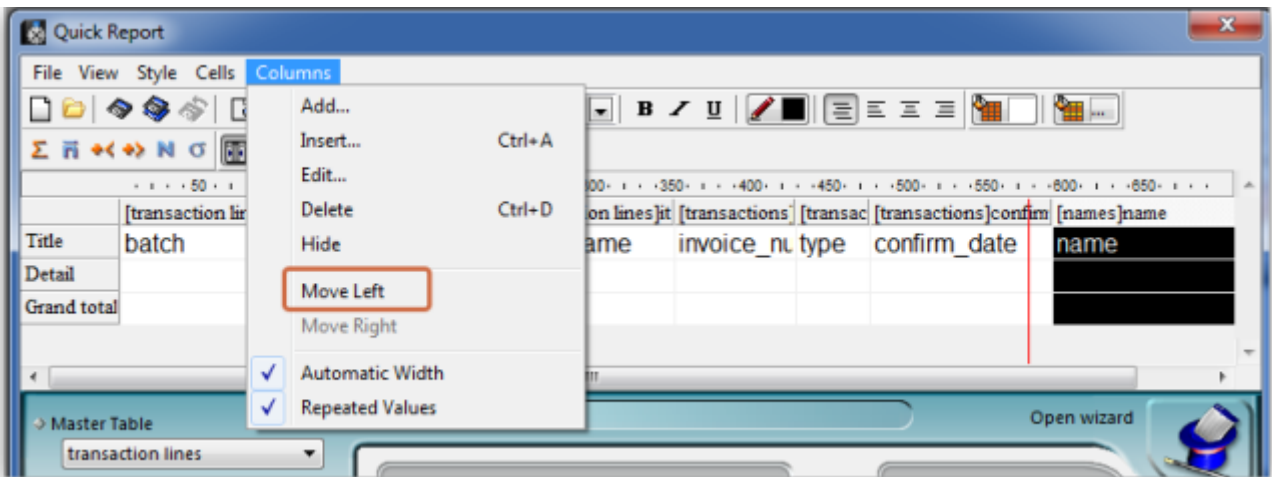 Quick Report
File View Style Cells Columns
B I U
Add...
Insert... Ctrl+A
Edit...
Delete Ctrl+D
Hide
Move Left
Move Right
Automatic Width
Repeated Values
Σ n N σ
50 350 400 450 500 550 600 650
[transaction lin on lines]it [transactions] [transac [transactions]confirm [names]name
Title batch ame invoice_nu type confirm_date name
Detail
Grand total
Master Table
transaction lines
Open wizard